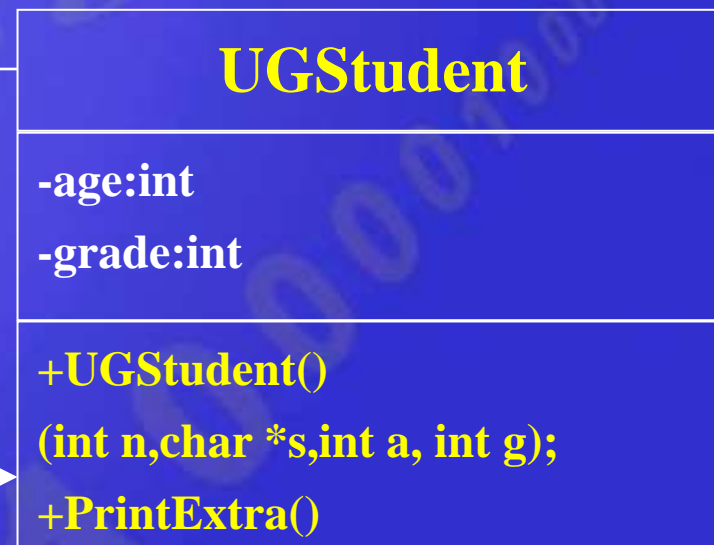 UGStudent
-age:int
-grade:int
+UGStudent()
(int n,char *s,int a, int g);
+PrintExtra()